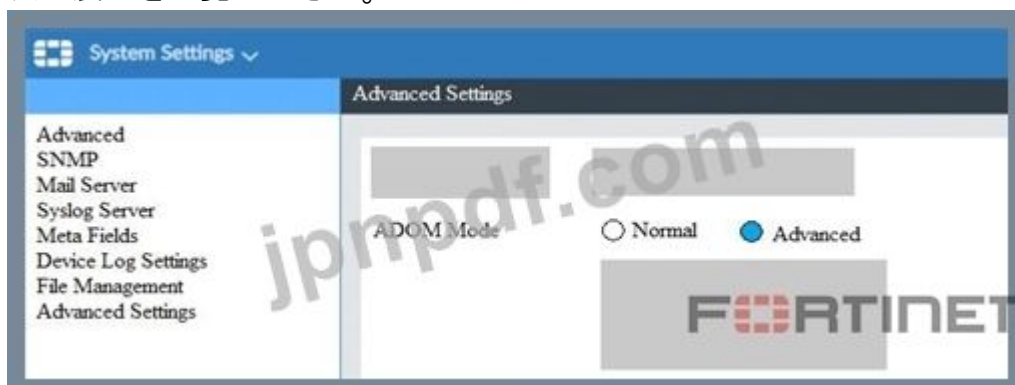 System Settings
Advanced Settings
Advanced
SNMP
Mail Server
Syslog Server
Meta Fields
Device Log Settings
File Management
Advanced Settings
ADOM Mode
Normal
Advanced
jpnpdf.com
FORTINET